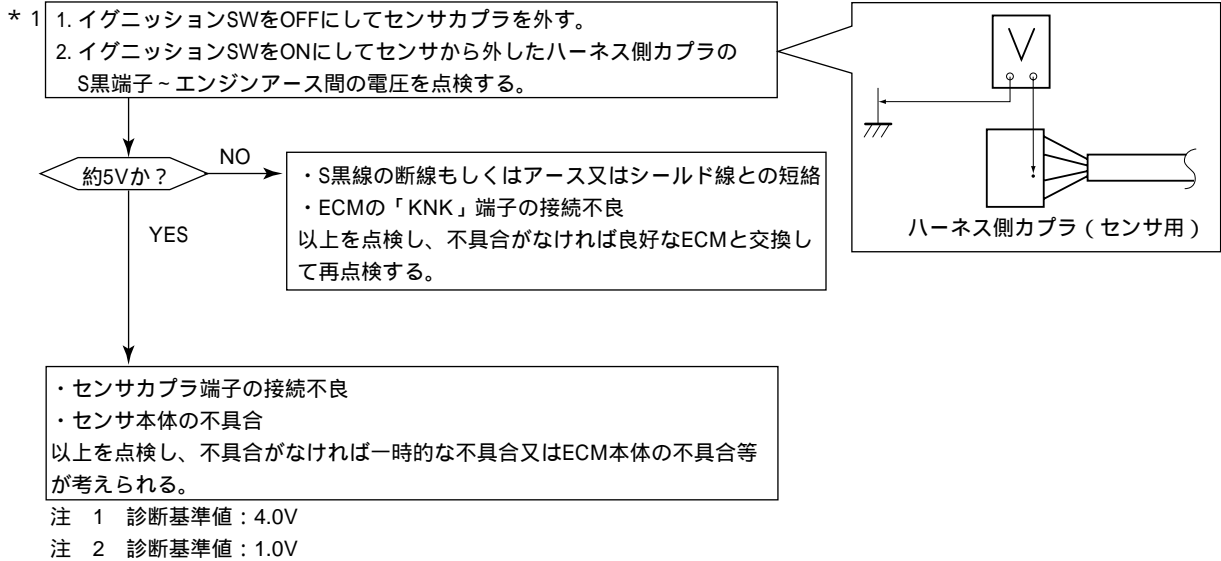 * 1
1. イグニッションSWをOFFにしてセンサカプラを外す。
2. イグニッションSWをONにしてセンサから外したハーネス側カプラの
S黒端子~エンジンアース間の電圧を点検する。
V
ハーネス側カプラ(センサ用)
約5Vか?
NO
YES
・S黒線の断線もしくはアース又はシールド線との短絡
・ECMの「KNK」端子の接続不良
以上を点検し、不具合がなければ良好なECMと交換し
て再点検する。
・センサカプラ端子の接続不良
・センサ本体の不具合
以上を点検し、不具合がなければ一時的な不具合又はECM本体の不具合等
が考えられる。
注 1 診断基準値:4.0V
注 2 診断基準値:1.0V